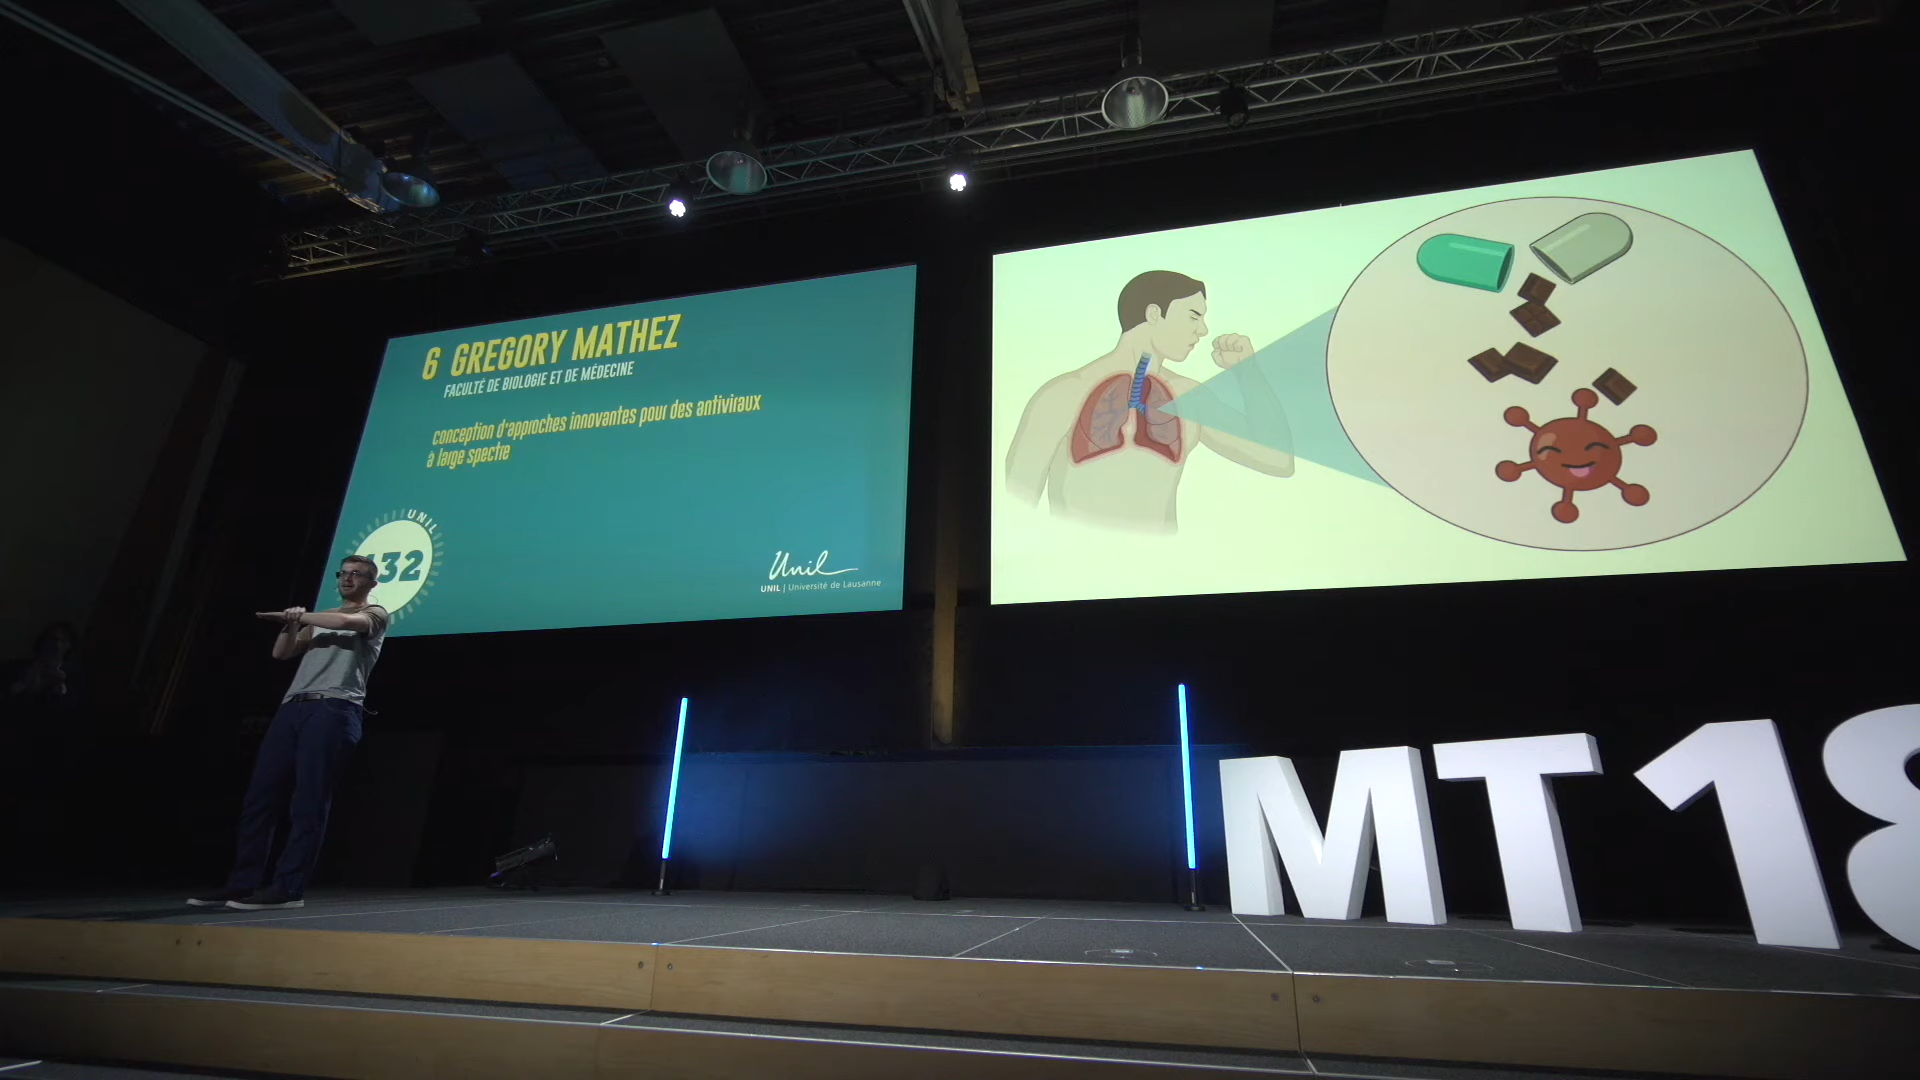 6 GREGORY MATHEZ
FACULTÉ DE BIOLOGIE ET DE MÉDECINE
conception d'approches innovantes pour des antiviraux
à large spectre
UNIL
32
Unil
UNIL | Université de Lausanne
MT18